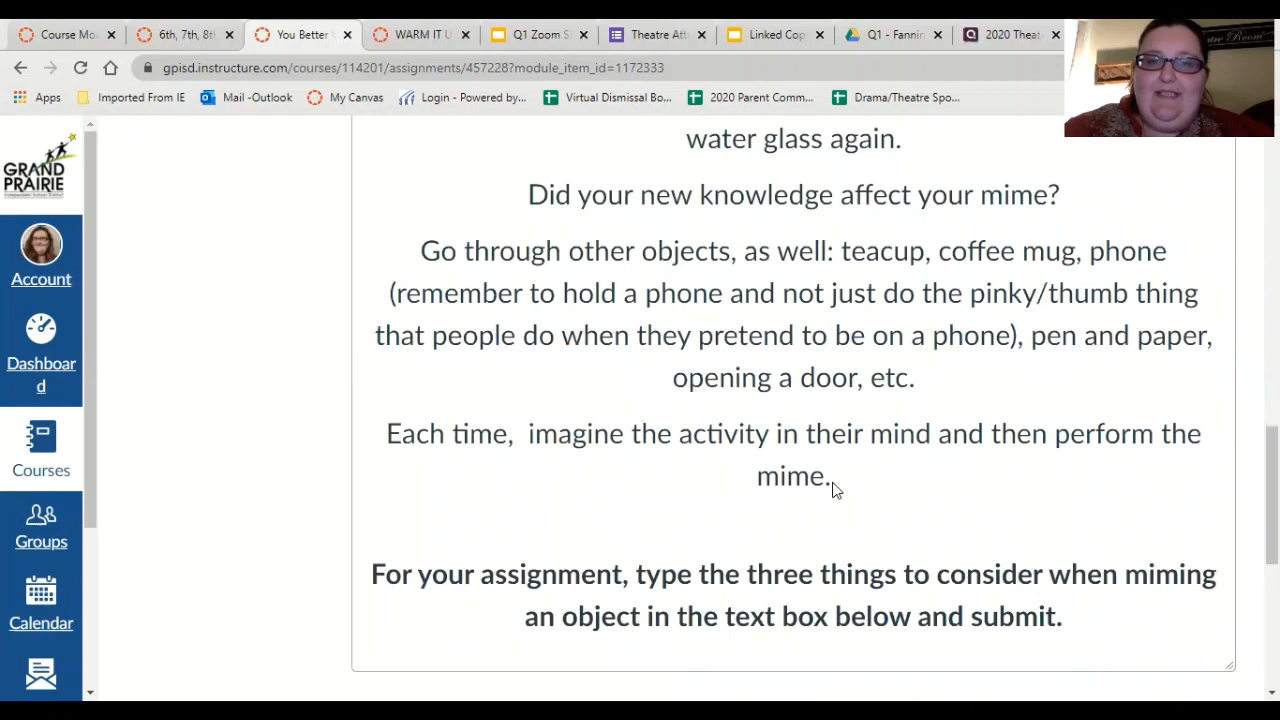 Course Mo
6th, 7th, 8t
You Better
WARM IT U
Q1 Zoom S
Theatre Att
Linked Cop
Q1 - Fannin
2020 Theat
gpisd.instructure.com/courses/114201/assignments/457228?module_item_id=1172333
Apps
Imported From IE
Mail -Outlook
My Canvas
Login - Powered by...
Virtual Dismissal Bo...
2020 Parent Comm...
Drama/Theatre Spo...
GRAND
PRAIRIE
Account
Dashboar
d
Courses
Groups
Calendar
water glass again.
Did your new knowledge affect your mime?
Go through other objects, as well: teacup, coffee mug, phone
(remember to hold a phone and not just do the pinky/thumb thing
that people do when they pretend to be on a phone), pen and paper,
opening a door, etc.
Each time,  imagine the activity in their mind and then perform the
mime.
For your assignment, type the three things to consider when miming
an object in the text box below and submit.